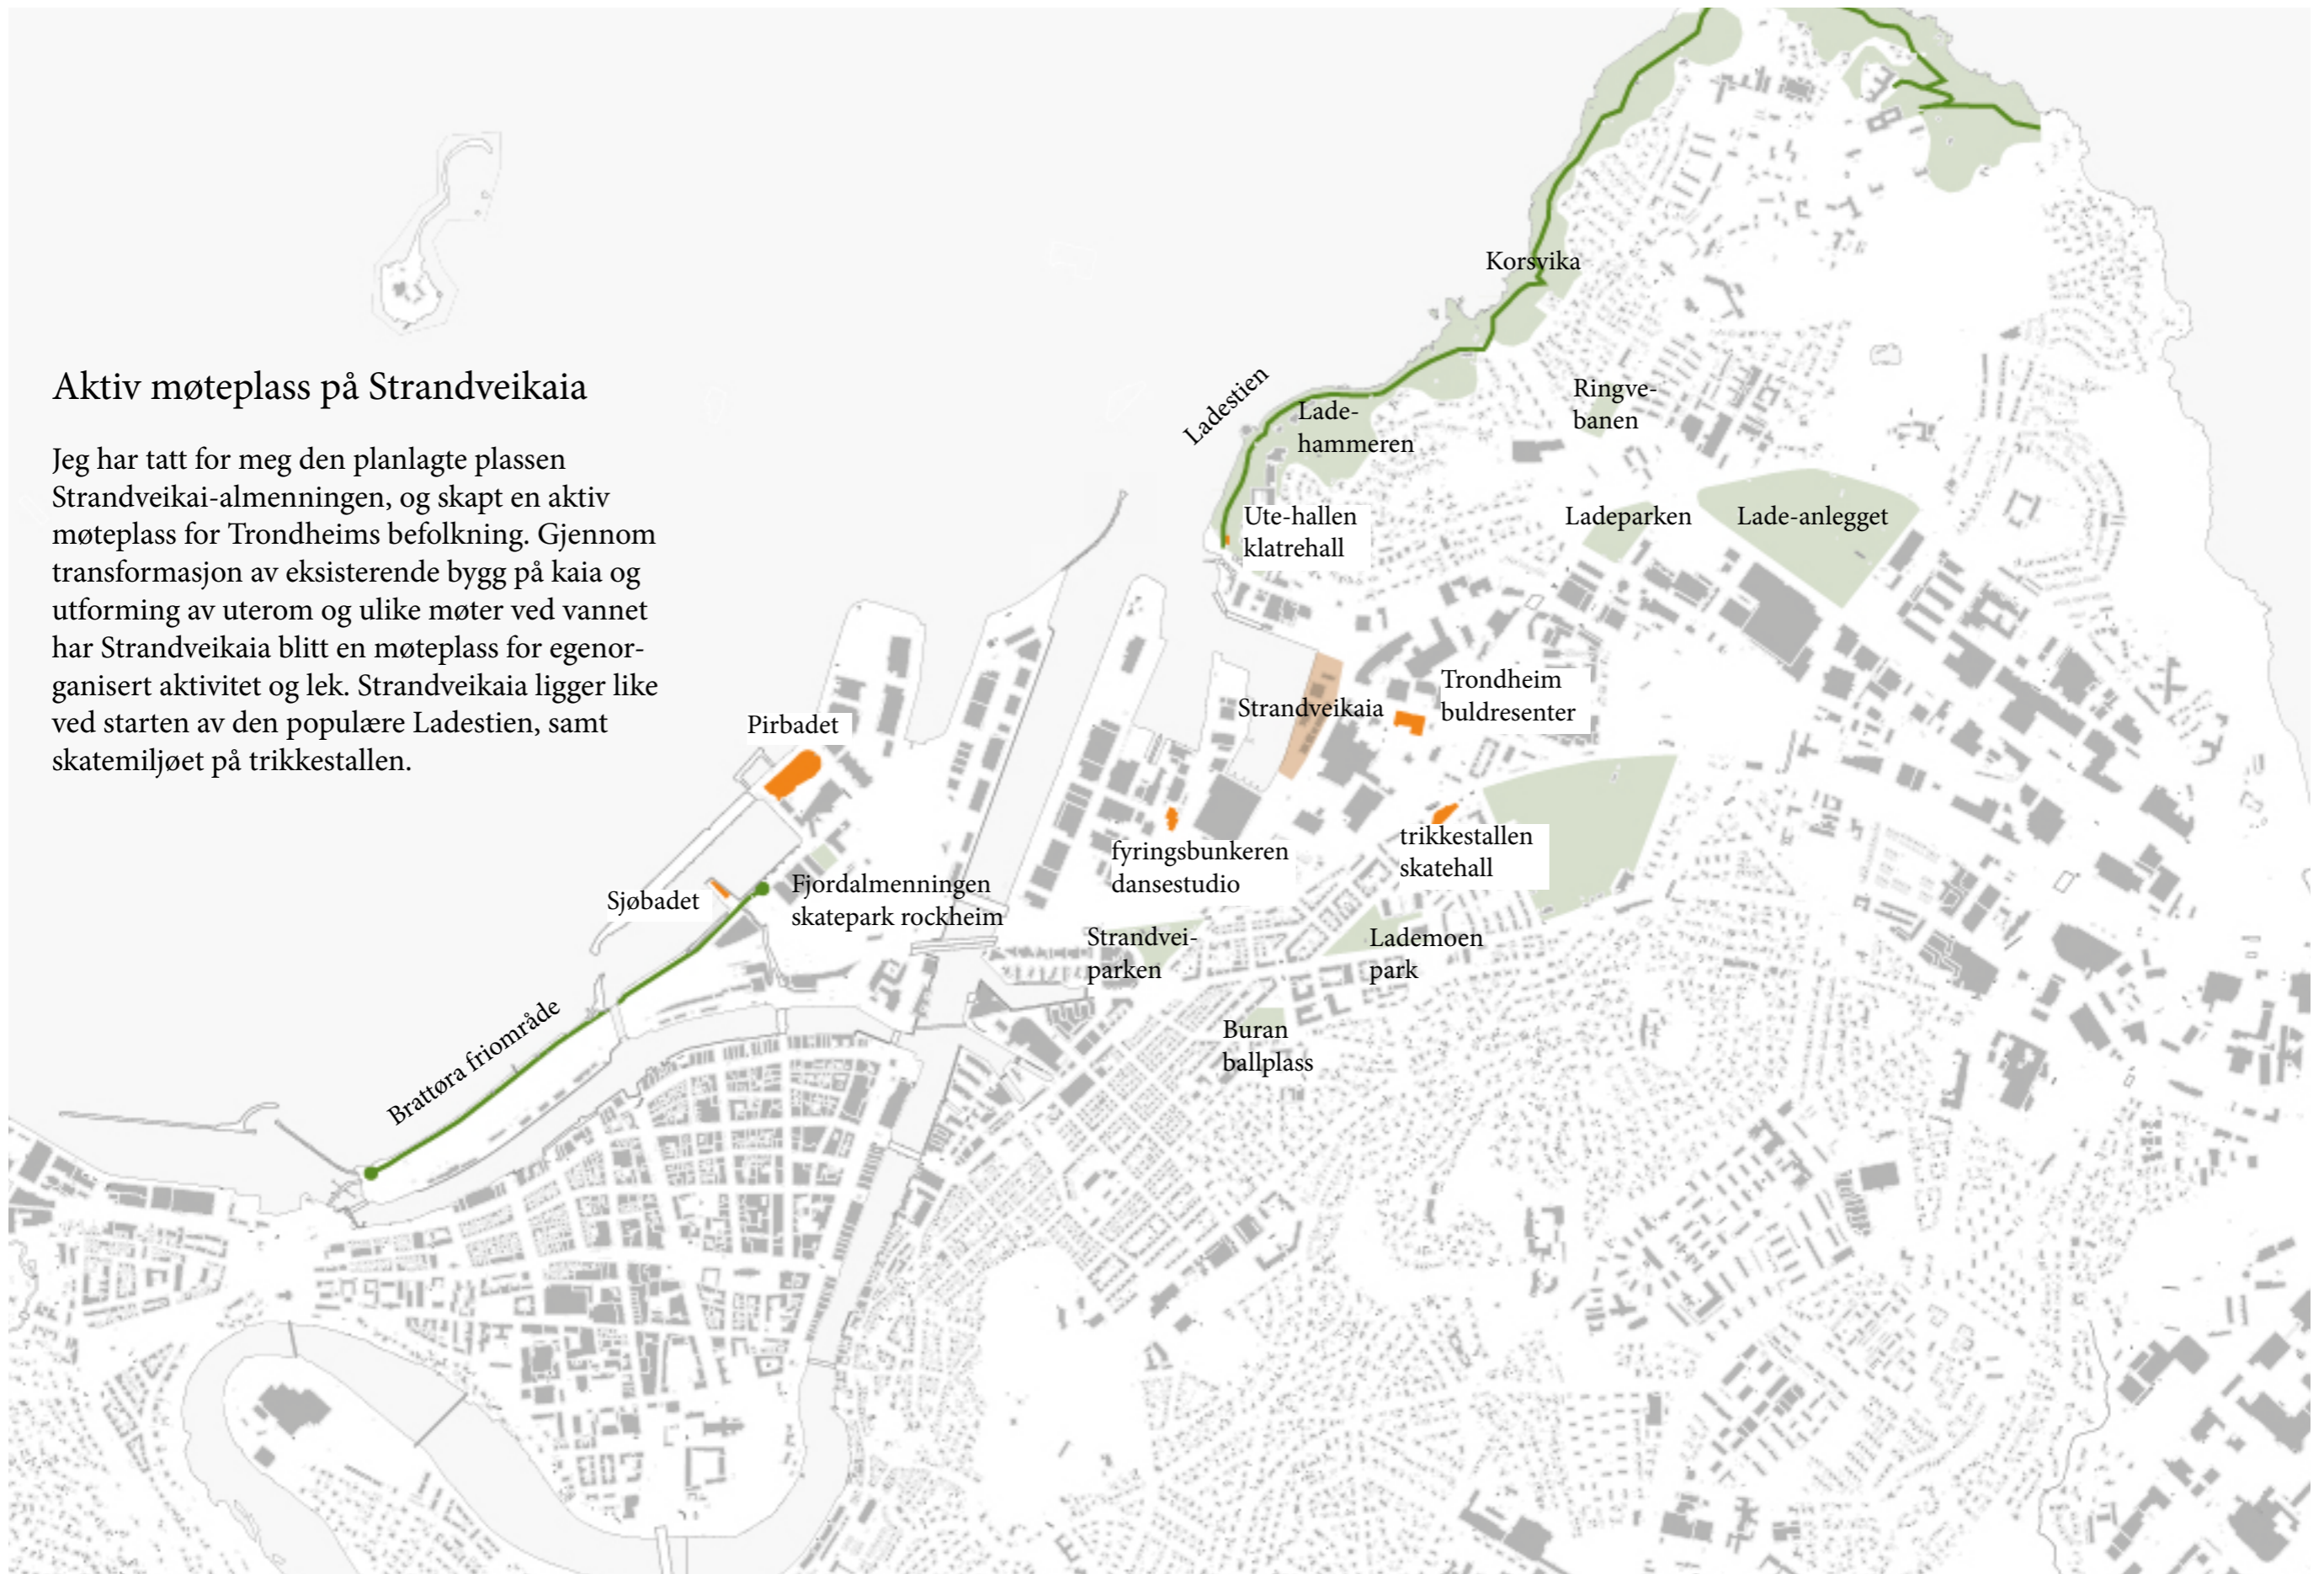 Korsvika
Aktiv møteplass på Strandveikaia
Jeg har tatt for meg den planlagte plassen
Strandveikai-almenningen, og skapt en aktiv
møteplass for Trondheims befolkning. Gjennom
transformasjon av eksisterende bygg på kaia og
utforming av uterom og ulike møter ved vannet
har Strandveikaia blitt en møteplass for egenor-
ganisert aktivitet og lek. Strandveikaia ligger like
ved starten av den populære Ladestien, samt
skatemiljøet på trikkestallen.
Ladestien
Lade-
hammeren
Ringve-
banen
Ute-hallen
klatrehall
Ladeparken
Lade-anlegget
Strandveikaia
Trondheim
buldresenter
Pirbadet
fyringsbunkeren
dansestudio
trikkestallen
skatehall
Sjøbadet
Fjordalmenningen
skatepark rockheim
Strandvei-
parken
Lademoen
park
Brattøra friområde
Buran
ballplass